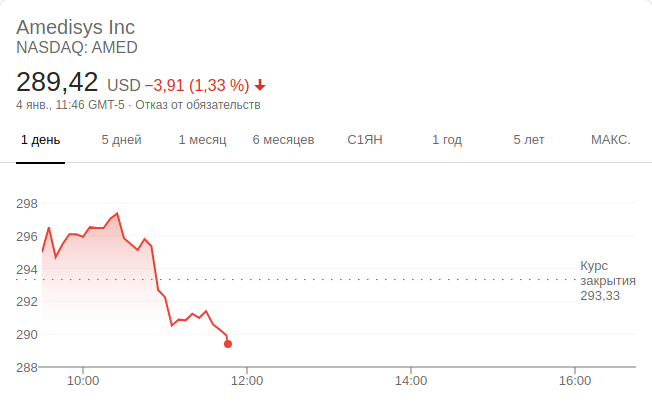 Amedisys Inc
NASDAQ: AMED
289,42 USD −3,91 (1,33 %)
4 янв., 11:46 GMT-5 · Отказ от обязательств
1 день 5 дней 1 месяц 6 месяцев С1ЯН 1 год 5 лет МАКС.
298
296
294
292
290
288
Курс
закрытия
293,33
10:00 12:00 14:00 16:00